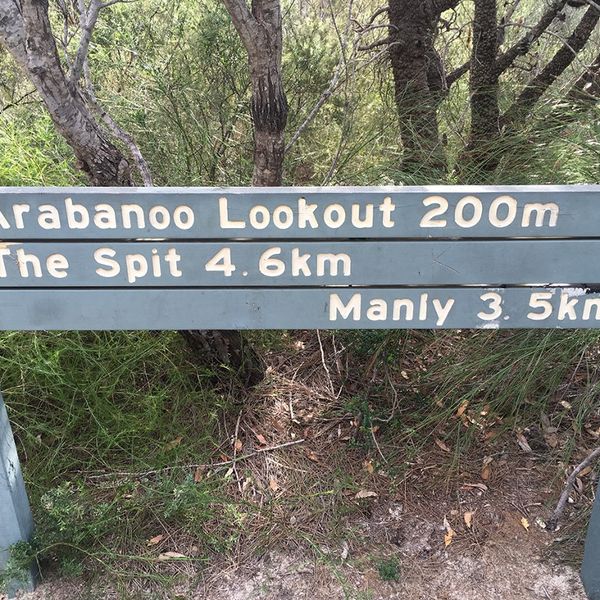 Arabanoo Lookout 200m
The Spit 4.6km
Manly 3.5km